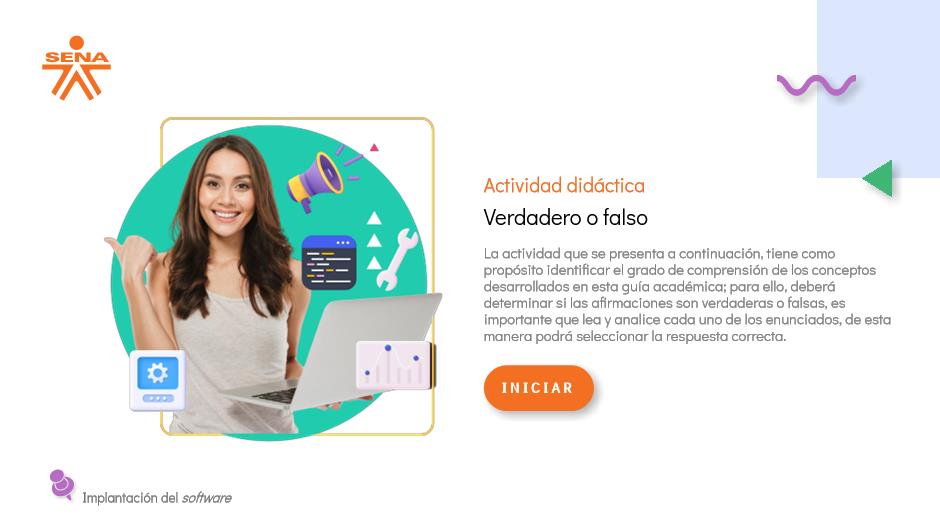 SENA
Actividad didáctica
Verdadero o falso
La actividad que se presenta a continuación, tiene como
propósito identificar el grado de comprensión de los conceptos
desarrollados en esta guía académica; para ello, deberá
determinar si las afirmaciones son verdaderas o falsas, es
importante que lea y analice cada uno de los enunciados, de esta
manera podrá seleccionar la respuesta correcta.
INICIAR
Implantación del software